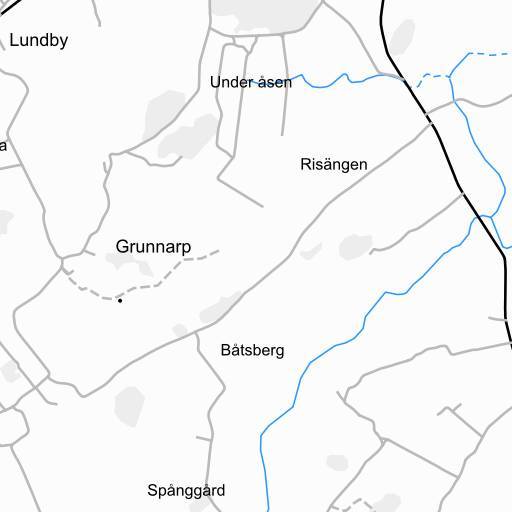 Lundby
Under åsen
a
Risängen
Grunnarp
Båtsberg
Spånggård